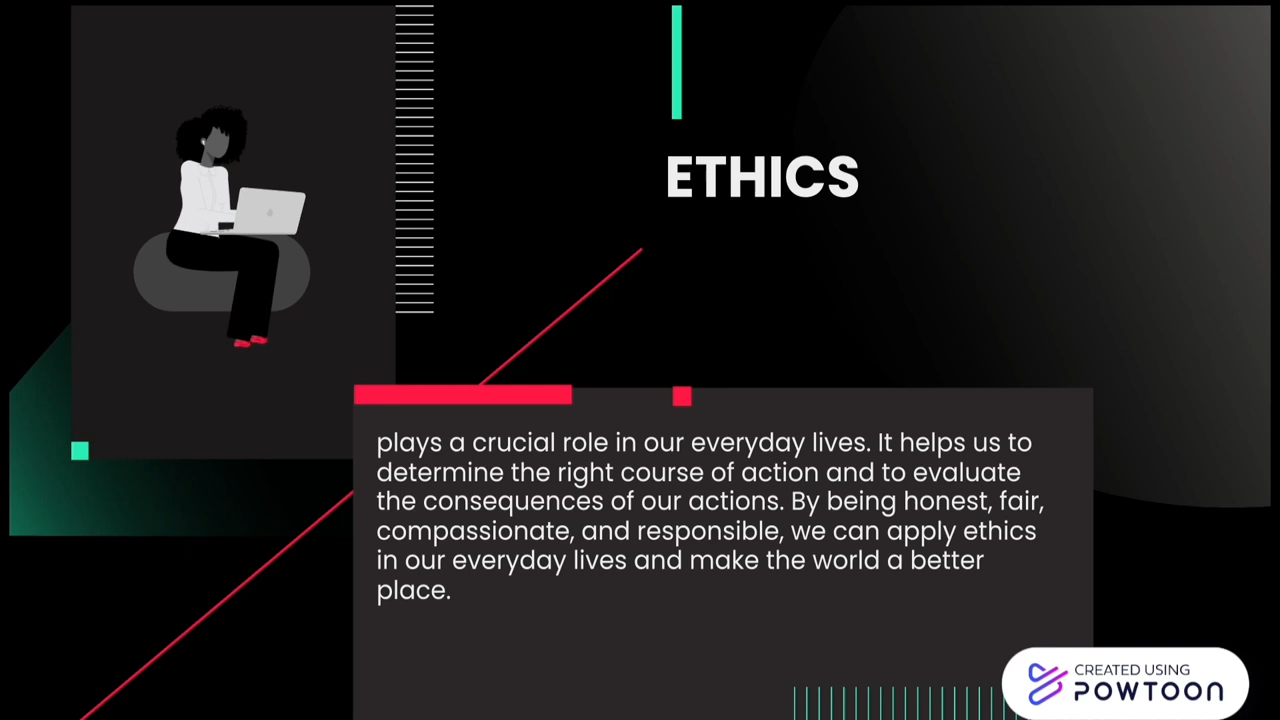 ETHICS
plays a crucial role in our everyday lives. It helps us to
determine the right course of action and to evaluate
the consequences of our actions. By being honest, fair,
compassionate, and responsible, we can apply ethics
in our everyday lives and make the world a better
place.
CREATED USING
POWTOON